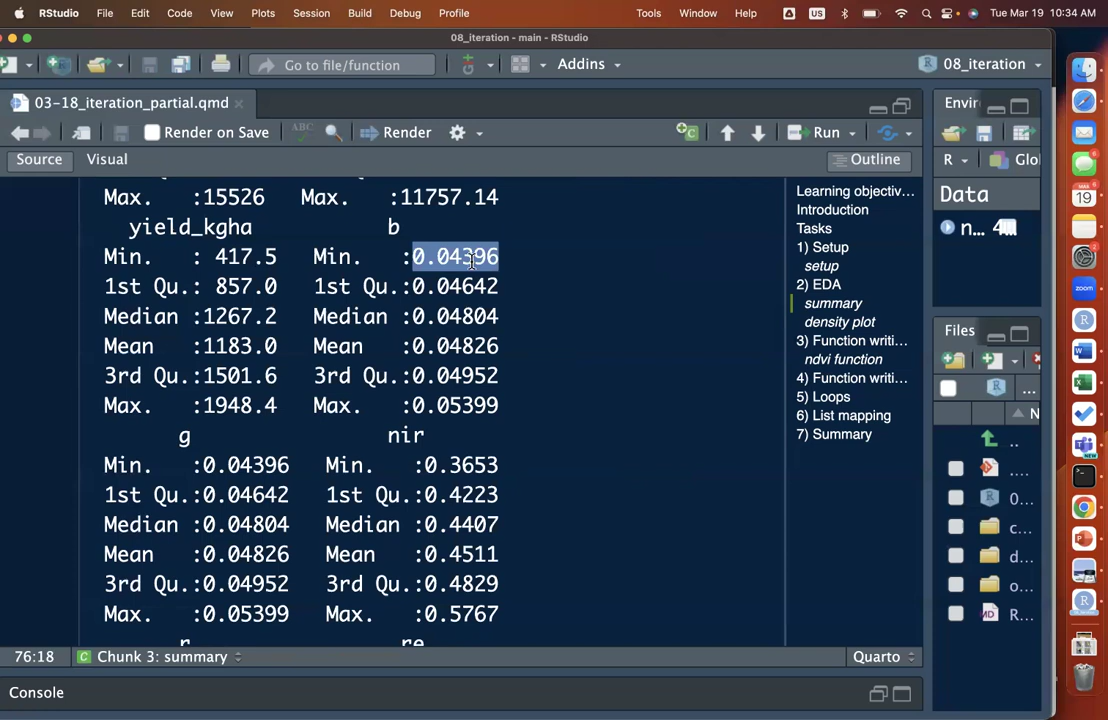 RStudio File Edit Code View Plots Session Build Debug Profile Tools Window Help US Tue Mar 19 10:34 AM
08_iteration - main - RStudio
Go to file/function Addins 08_iteration
03-18_iteration_partial.qmd Envir
Render on Save ABC Render Run R Glo
Source Visual Outline Data
Max. :15526 Max. :11757.14
yield_kgha b
Min. : 417.5 Min. :0.04396
1st Qu.: 857.0 1st Qu.:0.04642
Median :1267.2 Median :0.04804
Mean :1183.0 Mean :0.04826
3rd Qu.:1501.6 3rd Qu.:0.04952
Max. :1948.4 Max. :0.05399
g nir
Min. :0.04396 Min. :0.3653
1st Qu.:0.04642 1st Qu.:0.4223
Median :0.04804 Median :0.4407
Mean :0.04826 Mean :0.4511
3rd Qu.:0.04952 3rd Qu.:0.4829
Max. :0.05399 Max. :0.5767
r re
Learning objectiv...
Introduction
Tasks
1) Setup
setup
2) EDA
summary
density plot
3) Function writi...
ndvi function
4) Function writi...
5) Loops
6) List mapping
7) Summary
n...
Files
N
..
....
0...
c...
d...
o...
R...
76:18 Chunk 3: summary Quarto
Console